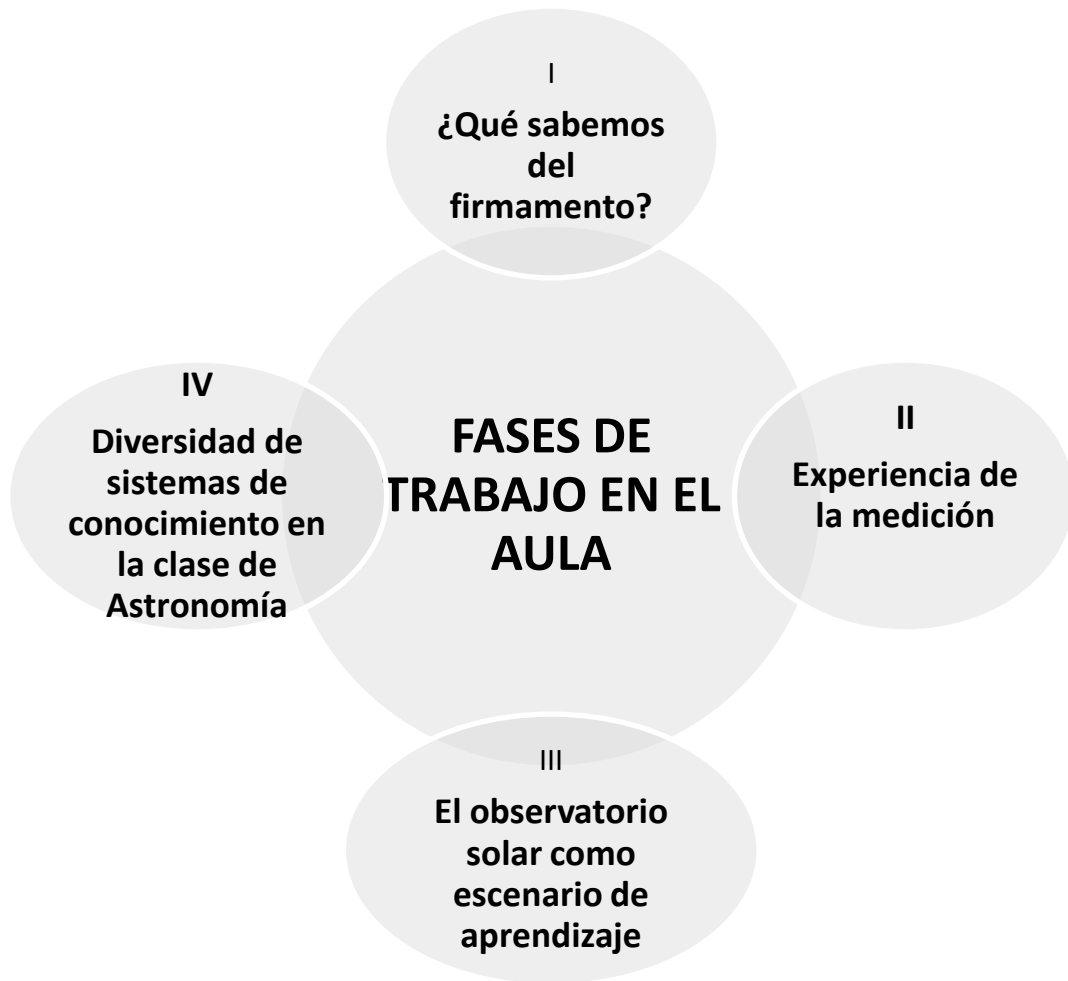 I
¿Qué sabemos
del
firmamento?
IV
Diversidad de
sistemas de
conocimiento en
la clase de
Astronomía
FASES DE
TRABAJO EN EL
AULA
II
Experiencia de
la medición
III
El observatorio
solar como
escenario de
aprendizaje